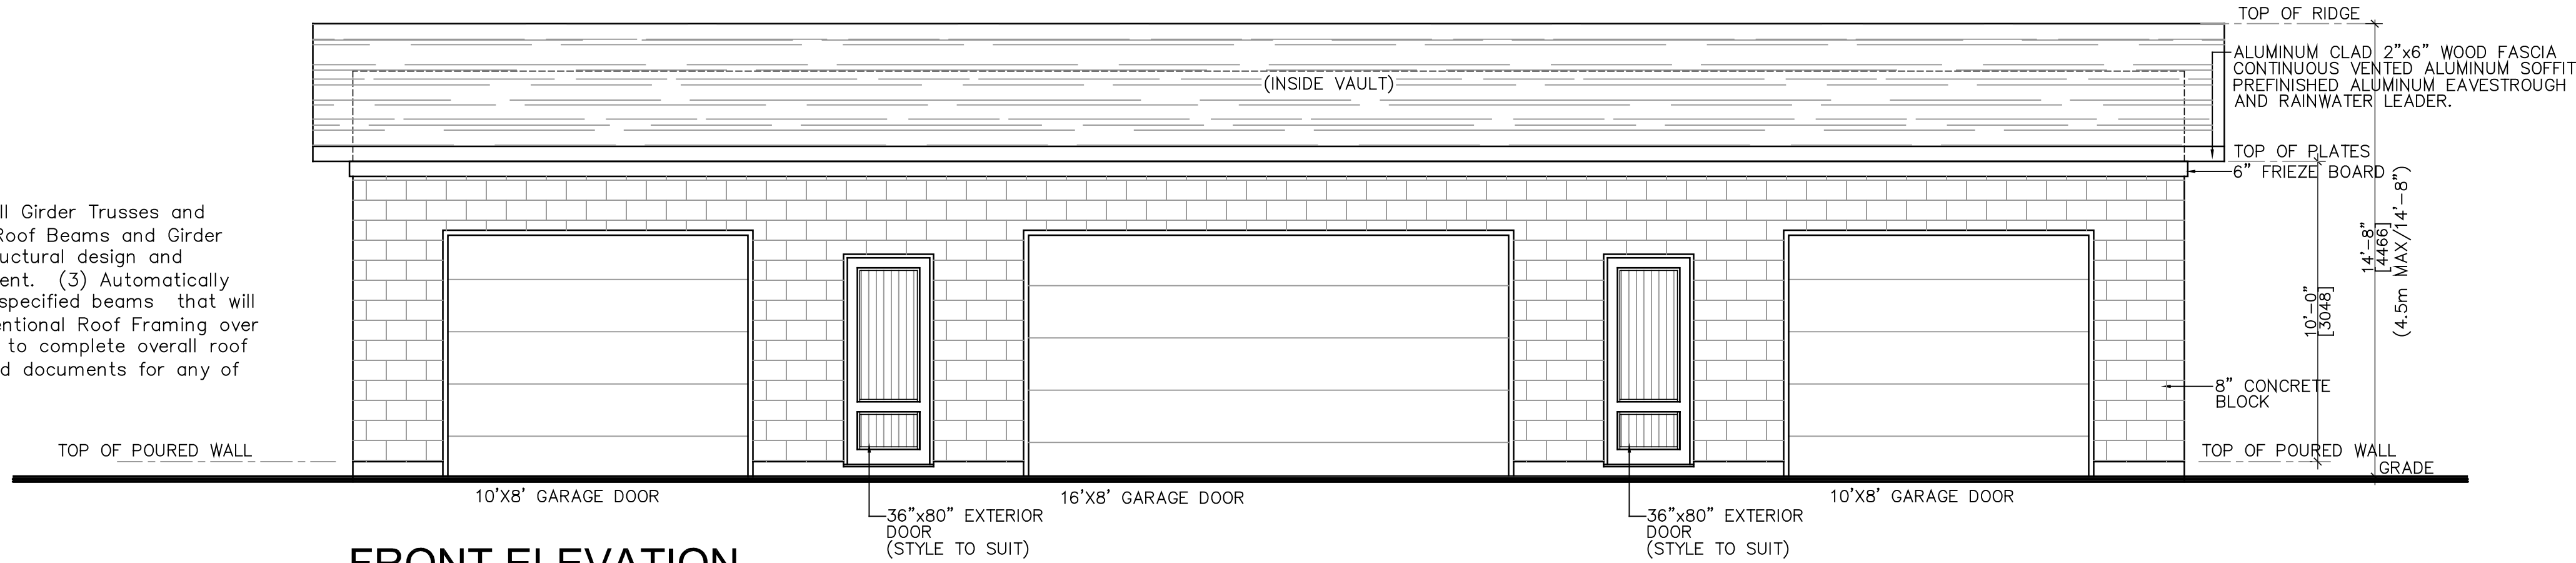 TOP OF RIDGE
ALUMINUM CLAD 2"x6" WOOD FASCIA
CONTINUOUS VENTED ALUMINUM SOFFIT
PREFINISHED ALUMINUM EAVESTROUGH
AND RAINWATER LEADER.
(INSIDE VAULT)
TOP OF PLATES
6" FRIEZE BOARD
ll Girder Trusses and
Roof Beams and Girder
uctural design and
ent. (3) Automatically
specified beams that will
entional Roof Framing over
to complete overall roof
d documents for any of
14'-8"
[4466]
(4.5m MAX/14'-8")
10'-0"
[3048]
8" CONCRETE
BLOCK
TOP OF POURED WALL
TOP OF POURED WALL
GRADE
10'X8' GARAGE DOOR
16'X8' GARAGE DOOR
10'X8' GARAGE DOOR
36"x80" EXTERIOR
DOOR
(STYLE TO SUIT)
36"x80" EXTERIOR
DOOR
(STYLE TO SUIT)
FRONT ELEVATION